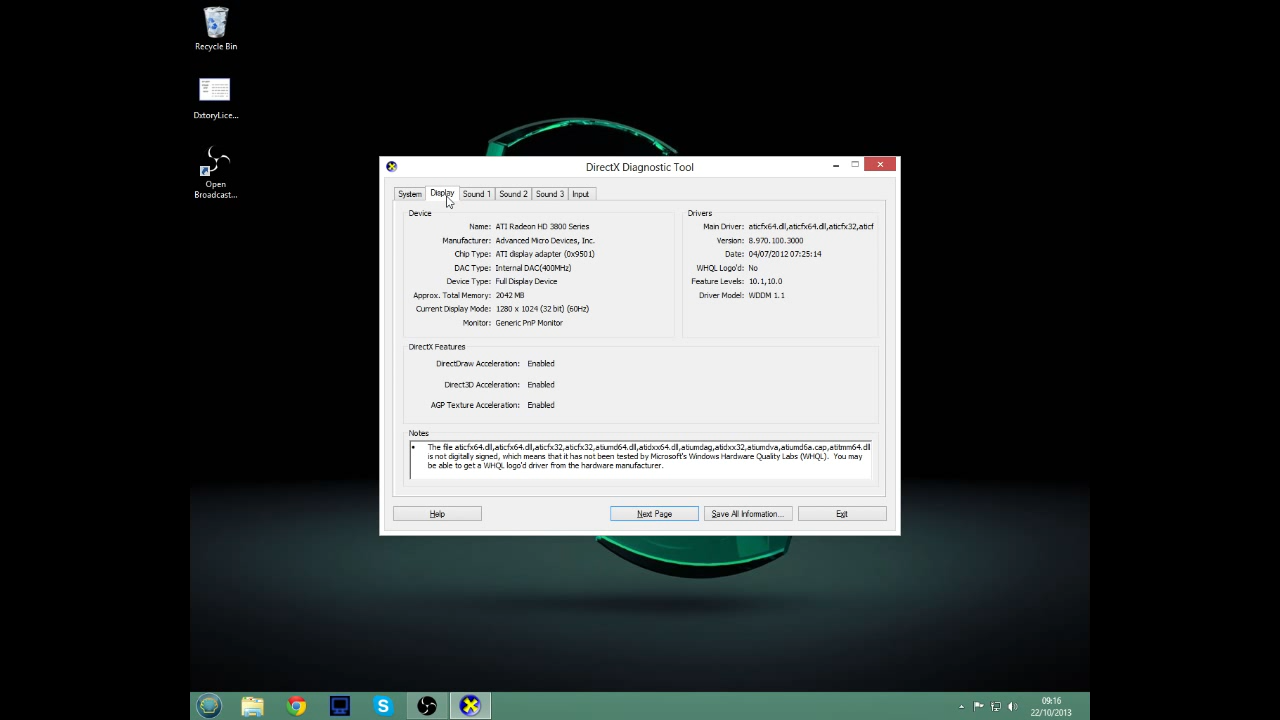 Recycle Bin
DxtoryLice...
Open
Broadcast...
DirectX Diagnostic Tool
System Display Sound 1 Sound 2 Sound 3 Input
Device
Name: ATI Radeon HD 3800 Series
Manufacturer: Advanced Micro Devices, Inc.
Chip Type: ATI display adapter (0x9501)
DAC Type: Internal DAC(400MHz)
Device Type: Full Display Device
Approx. Total Memory: 2042 MB
Current Display Mode: 1280 x 1024 (32 bit) (60Hz)
Monitor: Generic PnP Monitor
Drivers
Main Driver: aticfx64.dll,aticfx64.dll,aticfx32,aticf
Version: 8.970.100.3000
Date: 04/07/2012 07:25:14
WHQL Logo'd: No
Feature Levels: 10.1,10.0
Driver Model: WDDM 1.1
DirectX Features
DirectDraw Acceleration: Enabled
Direct3D Acceleration: Enabled
AGP Texture Acceleration: Enabled
Notes
• The file aticfx64.dll,aticfx64.dll,aticfx32,aticfx32,atiumd64.dll,atidxx64.dll,atiumdag,atidxx32,atiumdva,atiumd6a.cap,atitmm64.dll
is not digitally signed, which means that it has not been tested by Microsoft's Windows Hardware Quality Labs (WHQL). You may
be able to get a WHQL logo'd driver from the hardware manufacturer.
Help Next Page Save All Information... Exit
09:16
22/10/2013